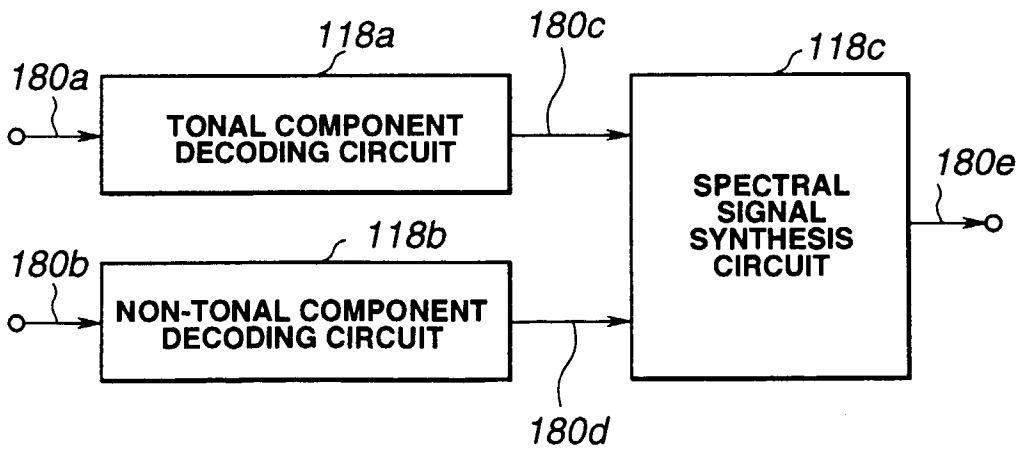 118a
180c
118c
180a
TONAL COMPONENT
DECODING CIRCUIT
SPECTRAL
SIGNAL
SYNTHESIS
CIRCUIT
180e
118b
180b
NON-TONAL COMPONENT
DECODING CIRCUIT
180d